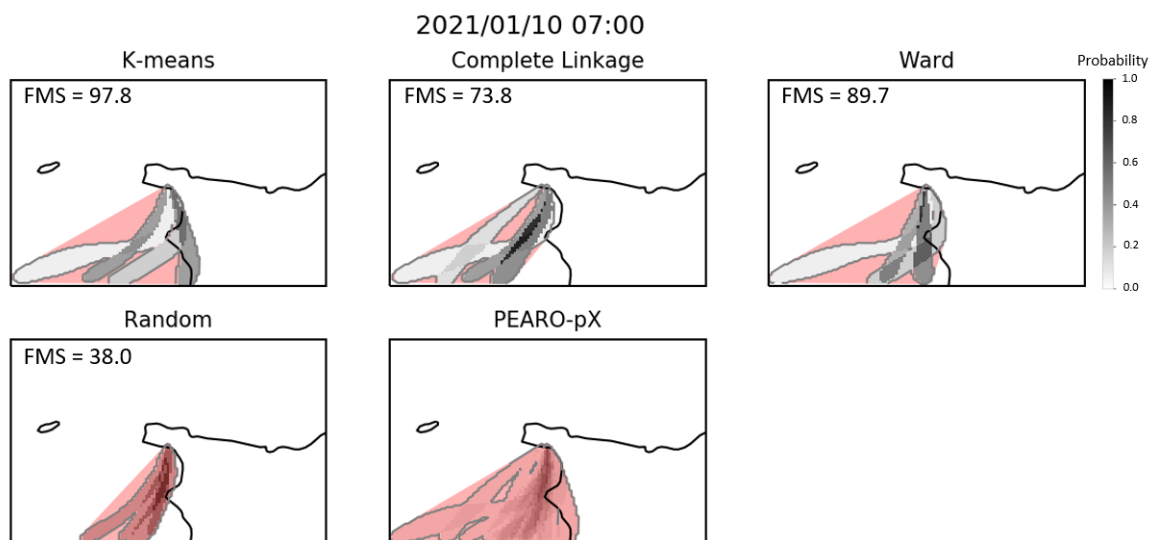 2021/01/10 07:00
K-means
Complete Linkage
Ward
Probability
FMS = 97.8
FMS = 73.8
FMS = 89.7
1.0
0.8
0.6
0.4
0.2
0.0
Random
PEARO-pX
FMS = 38.0